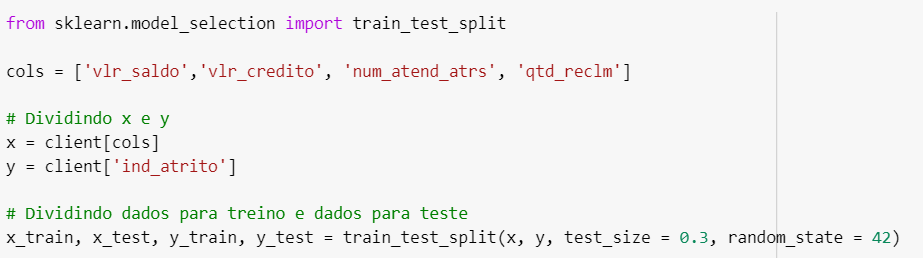 from sklearn.model_selection import train_test_split
cols = ['vlr_saldo','vlr_credito', 'num_atend_atrs', 'qtd_reclm']
# Dividindo x e y
x = client[cols]
y = client['ind_atrito']
# Dividindo dados para treino e dados para teste
x_train, x_test, y_train, y_test = train_test_split(x, y, test_size = 0.3, random_state = 42)